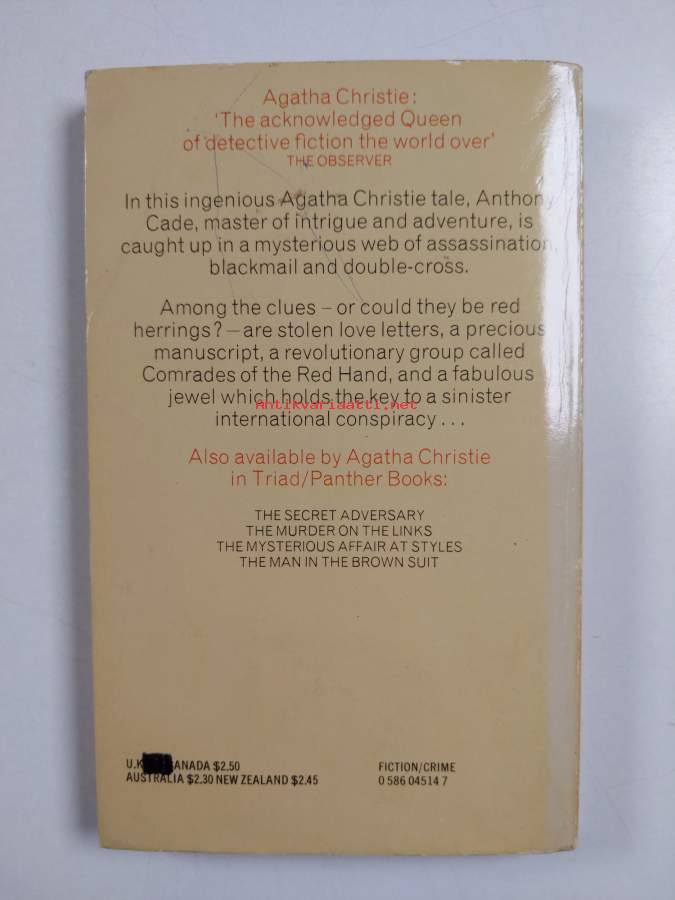 Agatha Christie:
'The acknowledged Queen
of detective fiction the world over'
THE OBSERVER
In this ingenious Agatha Christie tale, Anthony
Cade, master of intrigue and adventure, is
caught up in a mysterious web of assassination,
blackmail and double-cross.
Among the clues – or could they be red
herrings? – are stolen love letters, a precious
manuscript, a revolutionary group called
Comrades of the Red Hand, and a fabulous
jewel which holds the key to a sinister
Antikvariaatti.net
international conspiracy . . .
Also available by Agatha Christie
in Triad/Panther Books:
THE SECRET ADVERSARY
THE MURDER ON THE LINKS
THE MYSTERIOUS AFFAIR AT STYLES
THE MAN IN THE BROWN SUIT
U.K ANADA $2.50
AUSTRALIA $2.30 NEW ZEALAND $2.45
FICTION/CRIME
0 586 04514 7